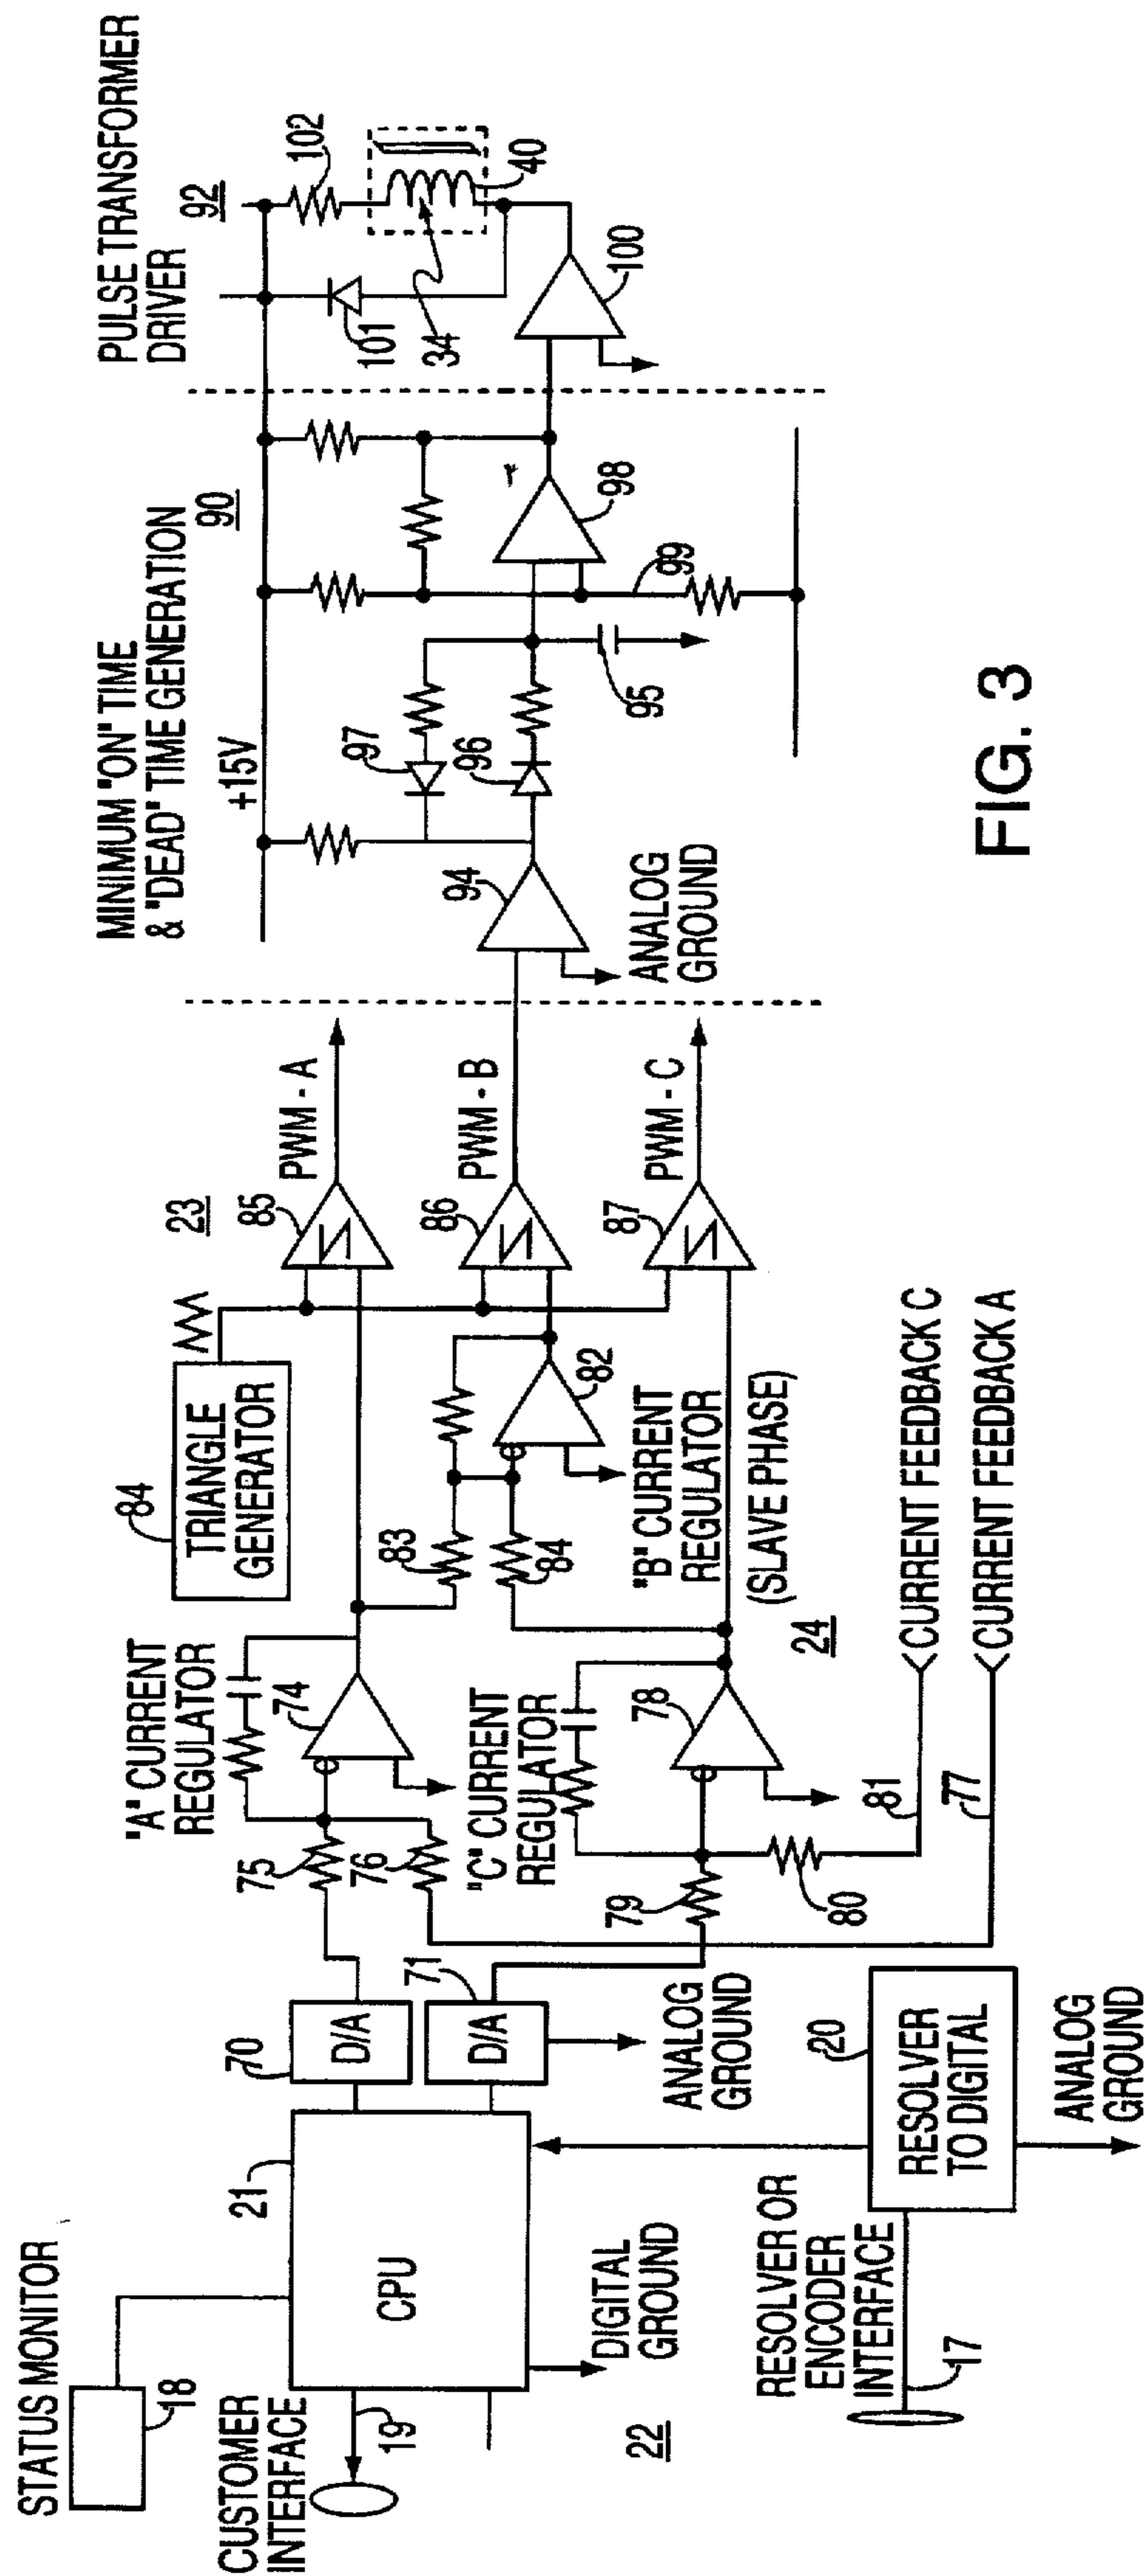 STATUS MONITOR
18
CUSTOMER
INTERFACE
19
21
CPU
22
DIGITAL
GROUND
RESOLVER OR
ENCODER
INTERFACE
17
20
RESOLVER
TO DIGITAL
ANALOG
GROUND
70
D/A
71
D/A
ANALOG
GROUND
"A" CURRENT
REGULATOR
75
76
74
"C" CURRENT
REGULATOR
79
80
78
81
77
24
CURRENT FEEDBACK C
CURRENT FEEDBACK A
84
TRIANGLE
GENERATOR
83
84
82
"B" CURRENT
REGULATOR
(SLAVE PHASE)
23
85
PWM - A
86
PWM - B
87
PWM - C
MINIMUM "ON" TIME
& "DEAD" TIME GENERATION
90
+15V
94
ANALOG
GROUND
97
96
95
98
99
PULSE TRANSFORMER
DRIVER
92
101
102
34
40
100
FIG. 3